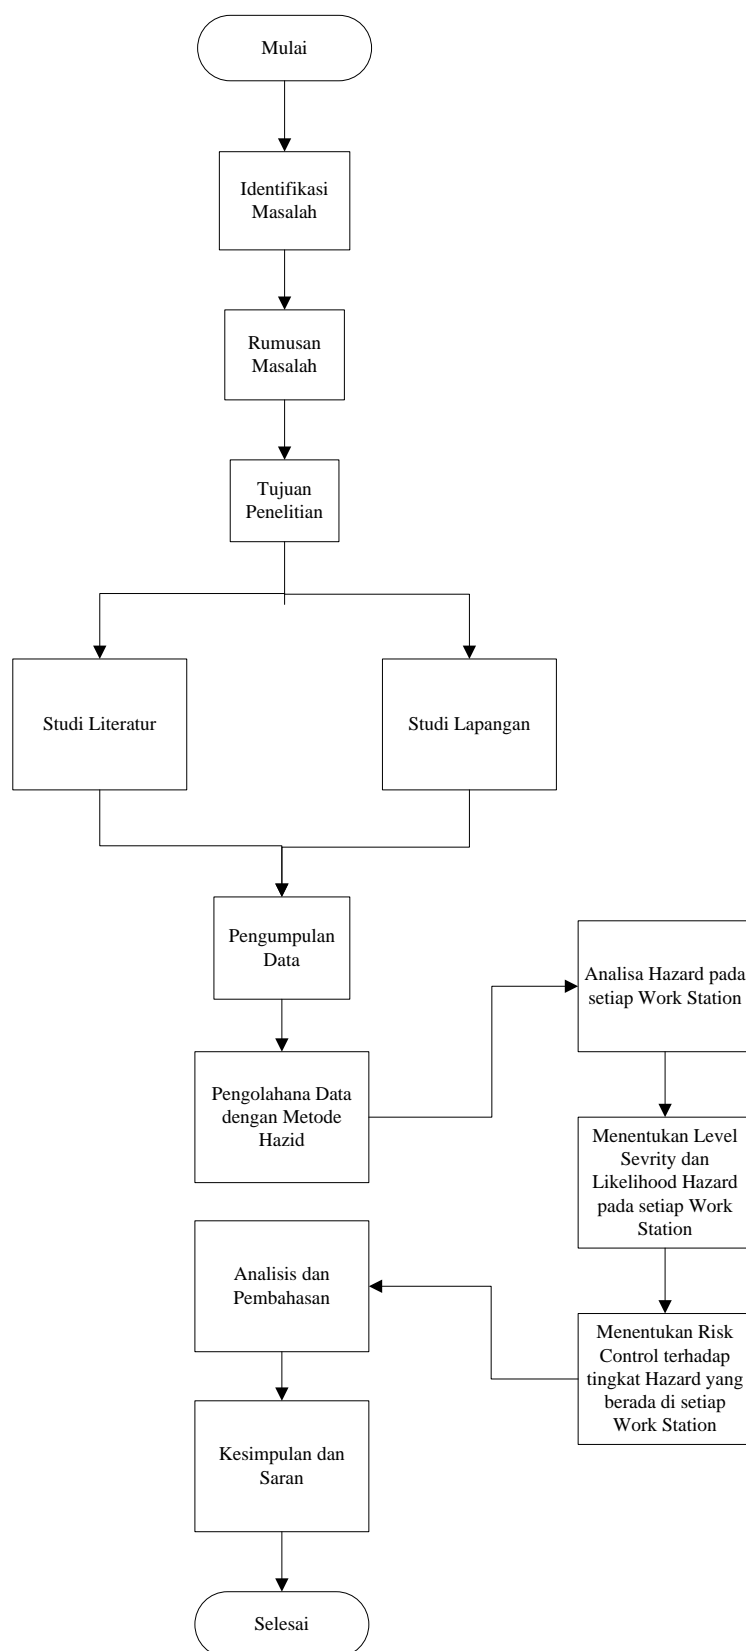 Mulai
Identifikasi
Masalah
Rumusan
Masalah
Tujuan
Penelitian
Studi Literatur
Studi Lapangan
Pengumpulan
Data
Pengolahana Data
dengan Metode
Hazid
Analisa Hazard pada
setiap Work Station
Menentukan Level
Sevrity dan
Likelihood Hazard
pada setiap Work
Station
Menentukan Risk
Control terhadap
tingkat Hazard yang
berada di setiap
Work Station
Analisis dan
Pembahasan
Kesimpulan dan
Saran
Selesai